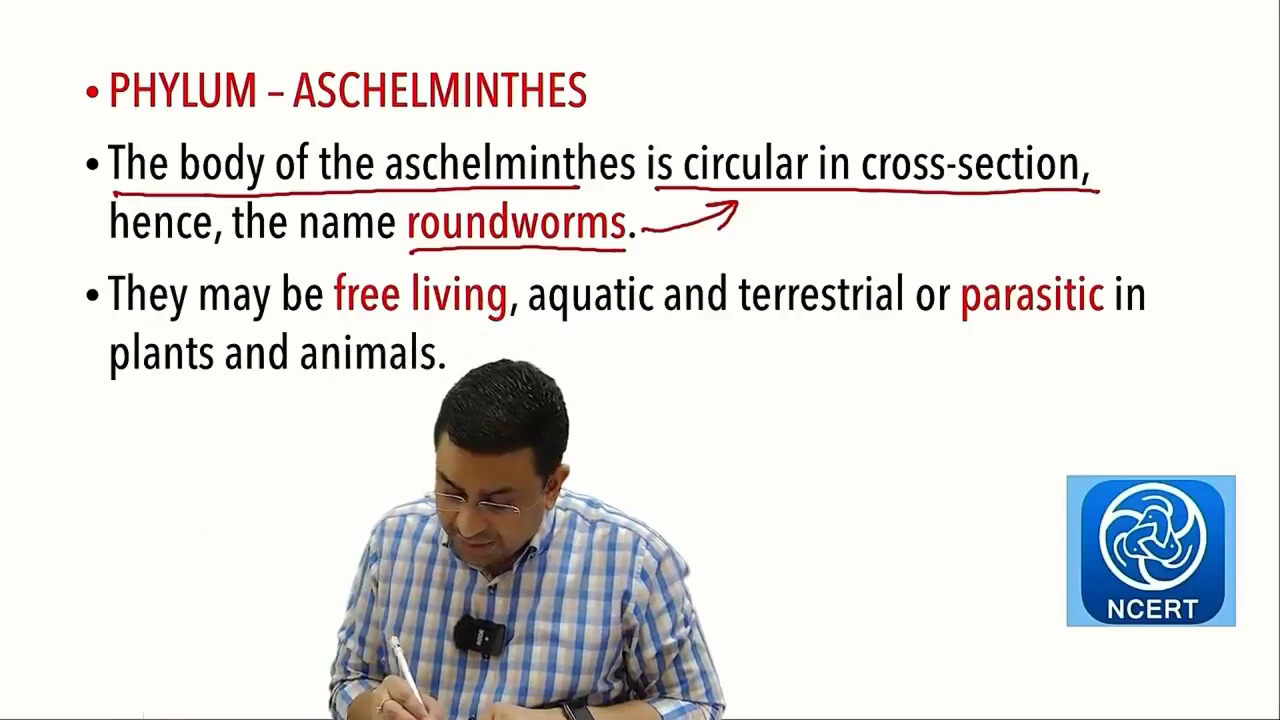 • PHYLUM – ASCHELMINTHES
• The body of the aschelminthes is circular in cross-section,
hence, the name roundworms.
• They may be free living, aquatic and terrestrial or parasitic in
plants and animals.
NCERT